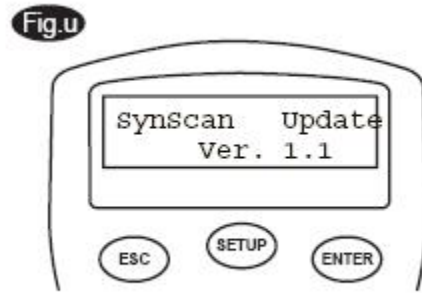 Fig.u
SynScan Update
Ver. 1.1
ESC SETUP ENTER